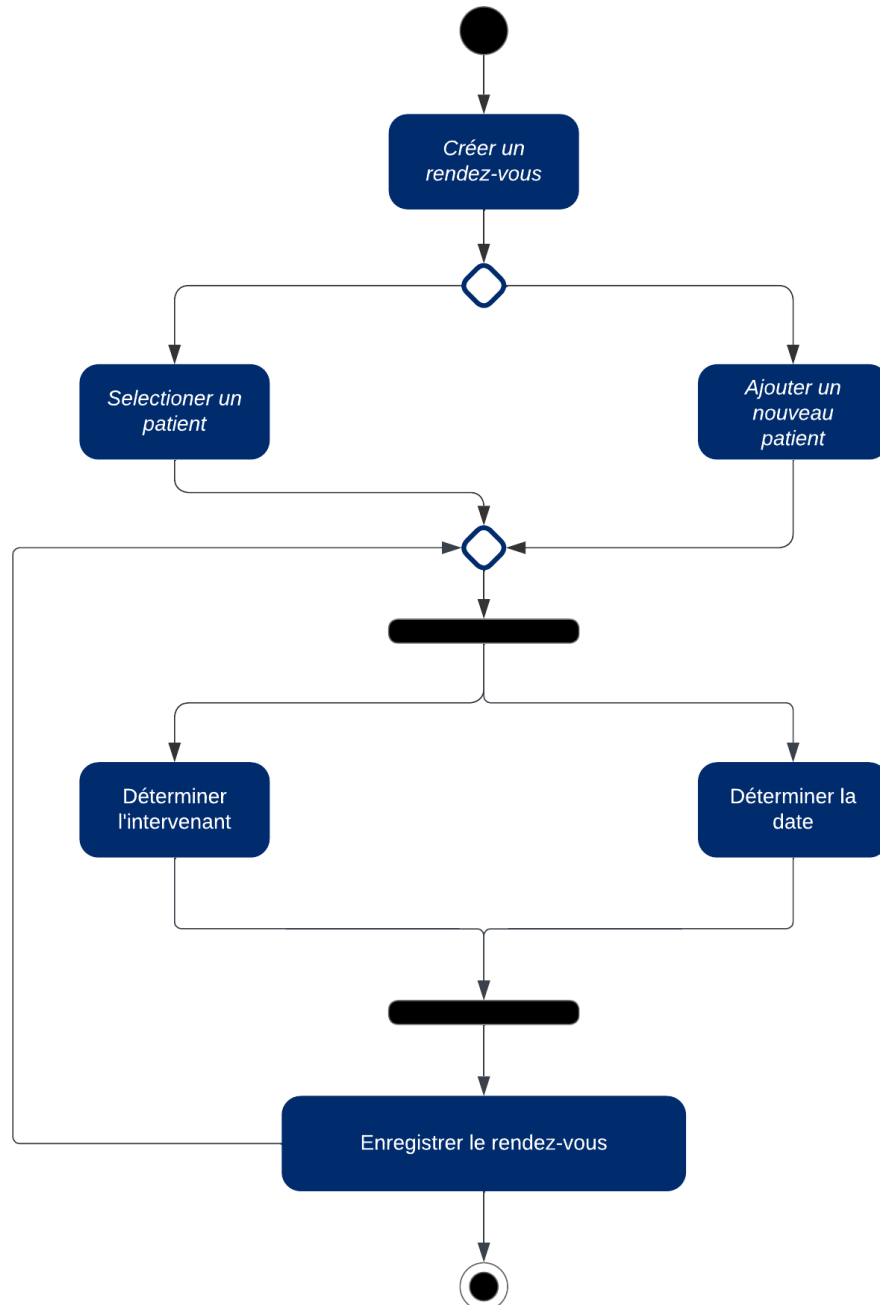 Créer un
rendez-vous
Selectioner un
patient
Ajouter un
nouveau
patient
Déterminer
l'intervenant
Déterminer la
date
Enregistrer le rendez-vous